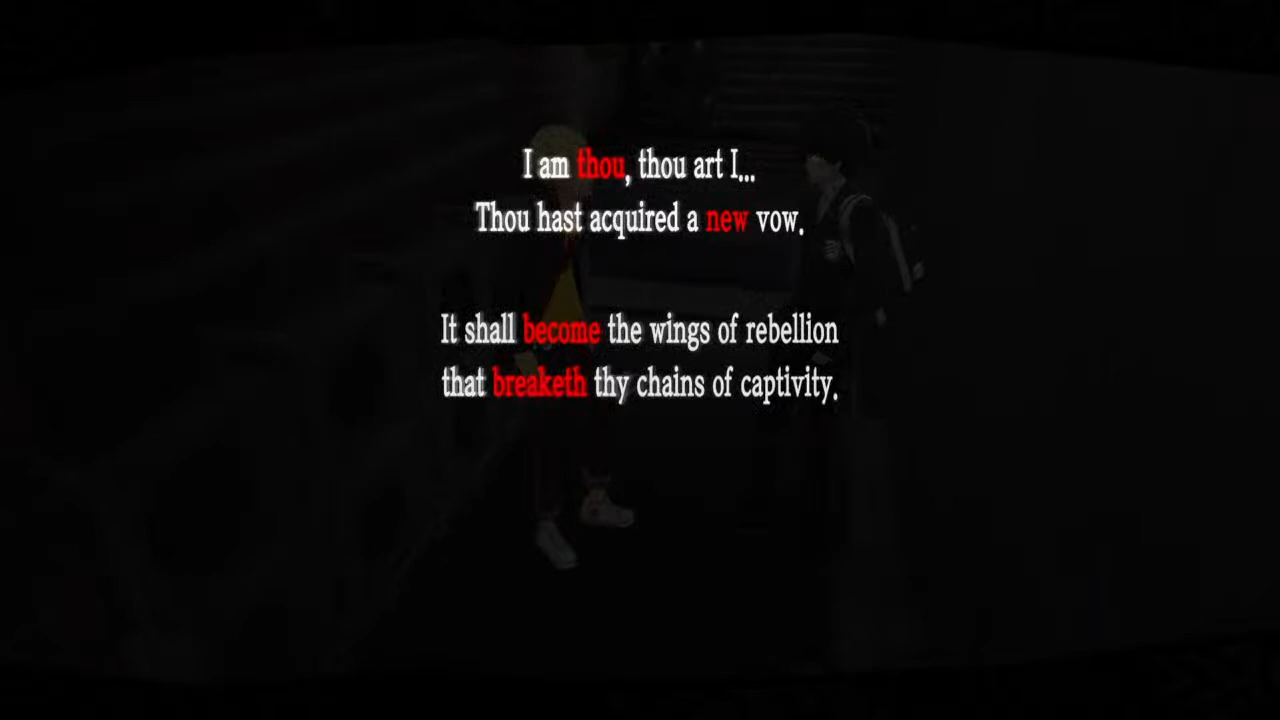 I am thou, thou art I...
Thou hast acquired a new vow.
It shall become the wings of rebellion
that breaketh thy chains of captivity.